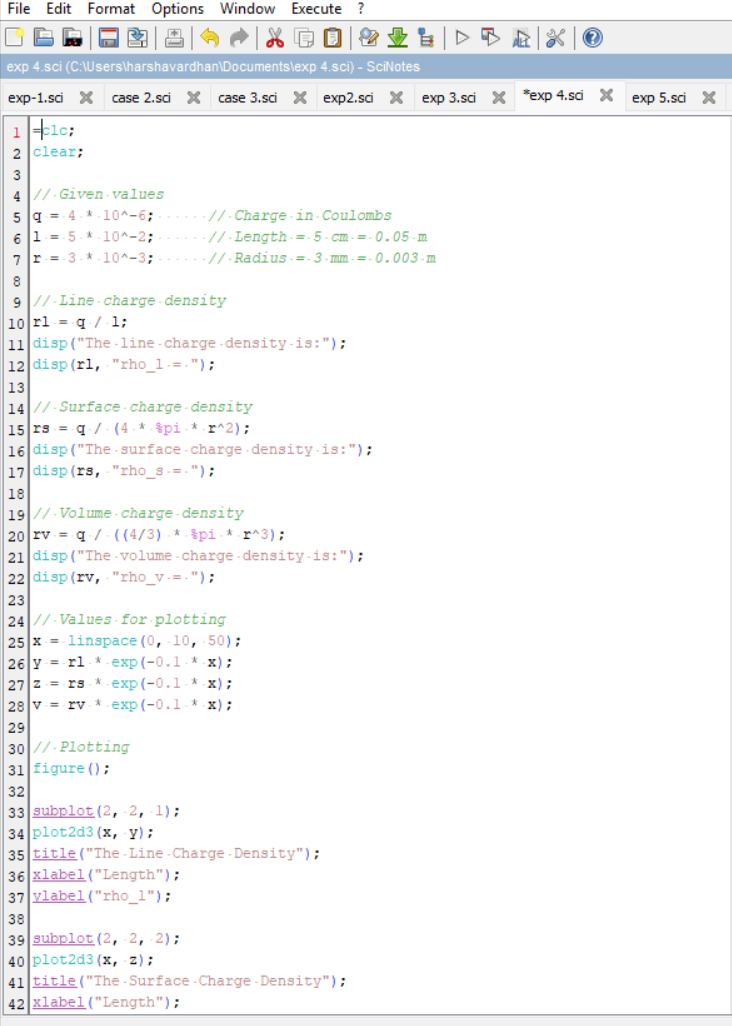 File Edit Format Options Window Execute ?
exp 4.sci (C:\Users\harshavardhan\Documents\exp 4.sci) - SciNotes
exp-1.sci case 2.sci case 3.sci exp2.sci exp 3.sci *exp 4.sci exp 5.sci
1 =clc;
2 clear;
3
4 // Given values
5 q = 4 * 10^-6; // Charge in Coulombs
6 l = 5 * 10^-2; // Length = 5 cm = 0.05 m
7 r = 3 * 10^-3; // Radius = 3 mm = 0.003 m
8
9 // Line charge density
10 rl = q / l;
11 disp("The line charge density is:");
12 disp(rl, "rho_l = ");
13
14 // Surface charge density
15 rs = q / (4 * %pi * r^2);
16 disp("The surface charge density is:");
17 disp(rs, "rho_s = ");
18
19 // Volume charge density
20 rv = q / ((4/3) * %pi * r^3);
21 disp("The volume charge density is:");
22 disp(rv, "rho_v = ");
23
24 // Values for plotting
25 x = linspace(0, 10, 50);
26 y = rl * exp(-0.1 * x);
27 z = rs * exp(-0.1 * x);
28 v = rv * exp(-0.1 * x);
29
30 // Plotting
31 figure();
32
33 subplot(2, 2, 1);
34 plot2d3(x, y);
35 title("The Line Charge Density");
36 xlabel("Length");
37 ylabel("rho_l");
38
39 subplot(2, 2, 2);
40 plot2d3(x, z);
41 title("The Surface Charge Density");
42 xlabel("Length");